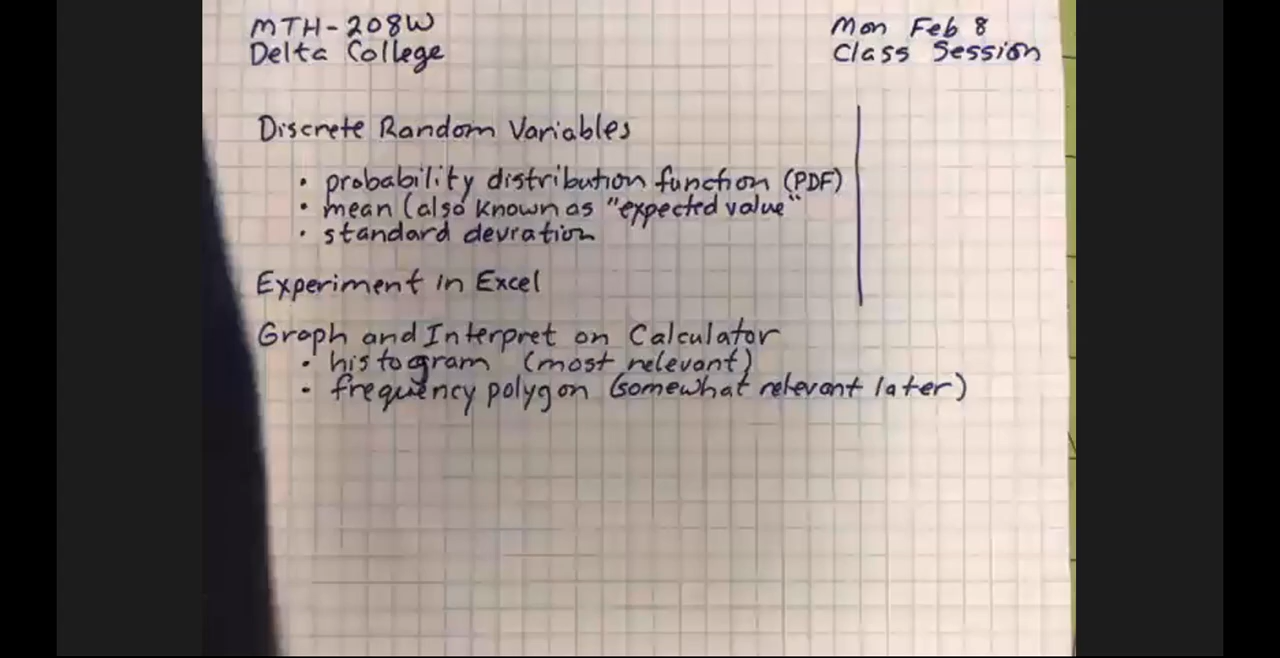 MTH-208W
Delta College
Mon Feb 8
Class Session
Discrete Random Variables
• probability distribution function (PDF)
• mean (also known as "expected value"
• standard deviation
Experiment in Excel
Graph and Interpret on Calculator
• histogram (most relevant)
• frequency polygon (somewhat relevant later)